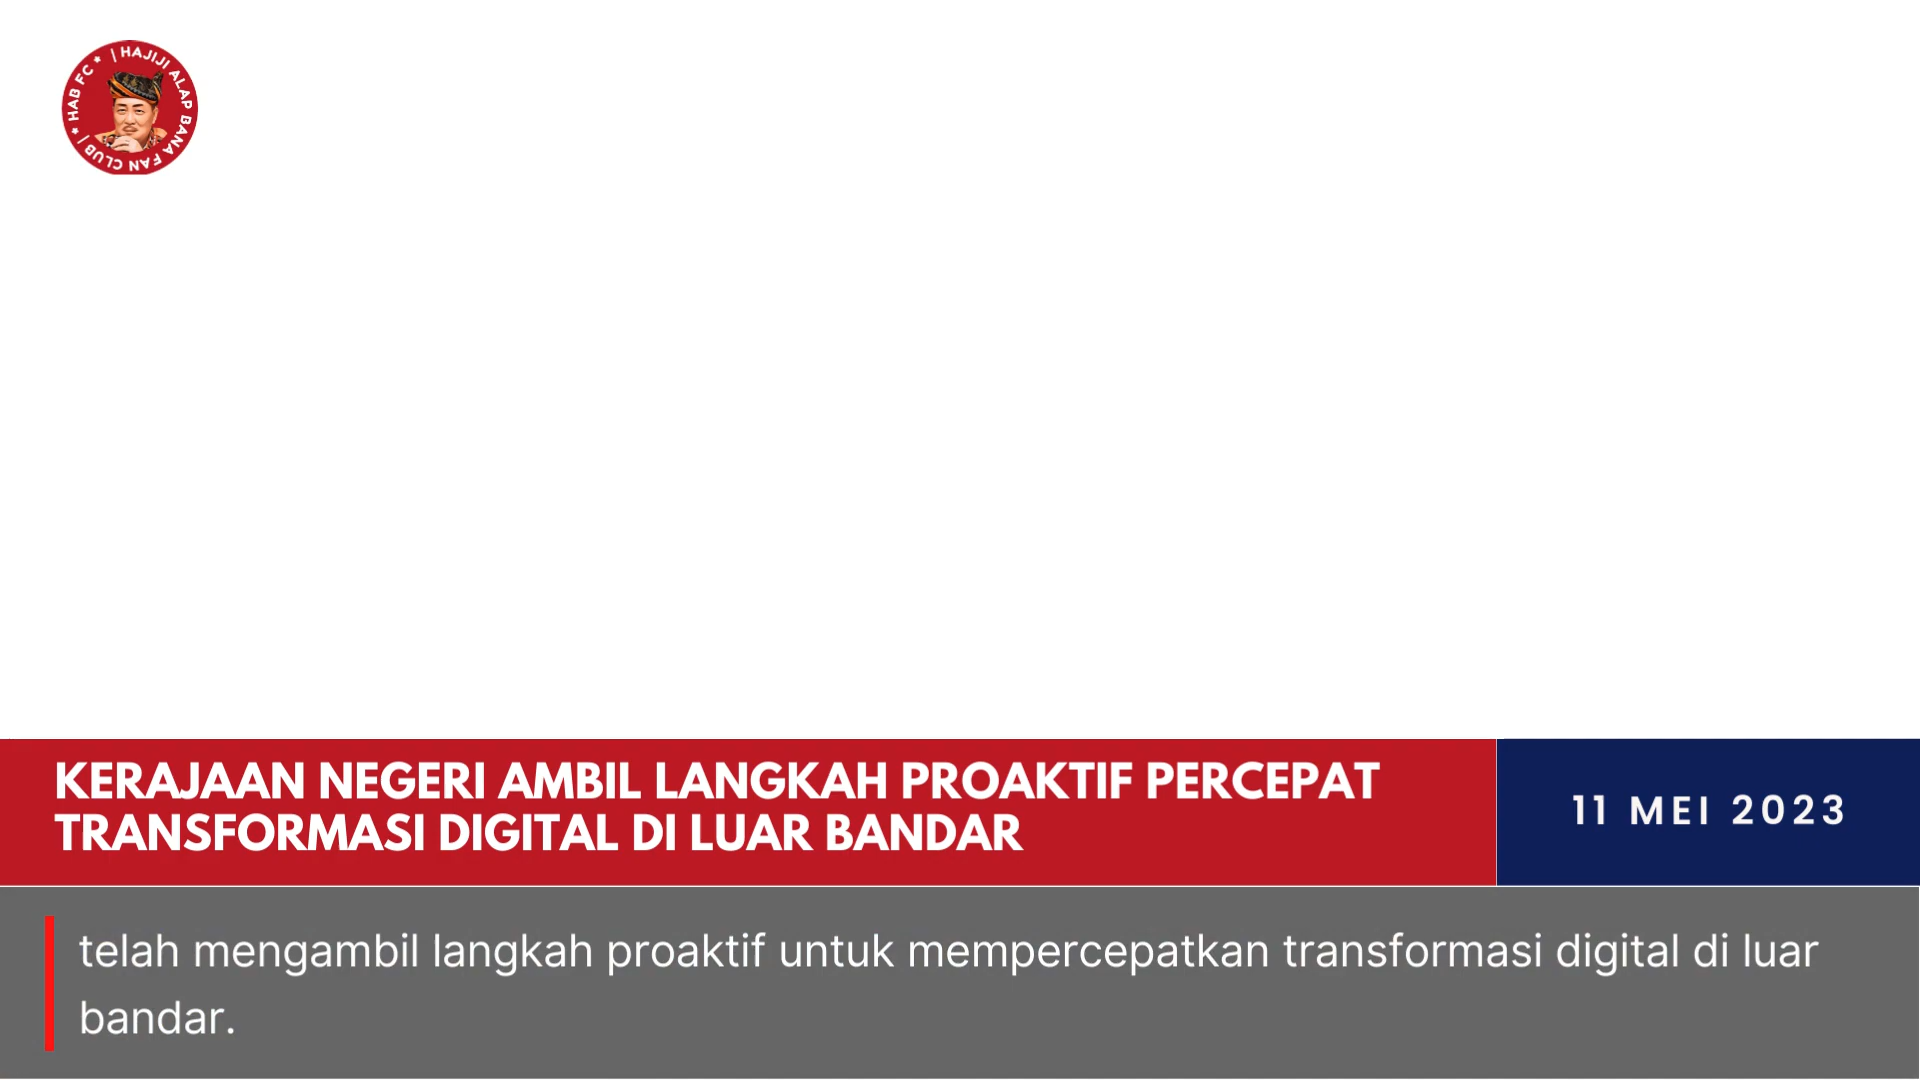 | HAJIJI ALAP BANA FAN CLUB | * HAB FC *
KERAJAAN NEGERI AMBIL LANGKAH PROAKTIF PERCEPAT
TRANSFORMASI DIGITAL DI LUAR BANDAR
11 MEI 2023
telah mengambil langkah proaktif untuk mempercepatkan transformasi digital di luar
bandar.